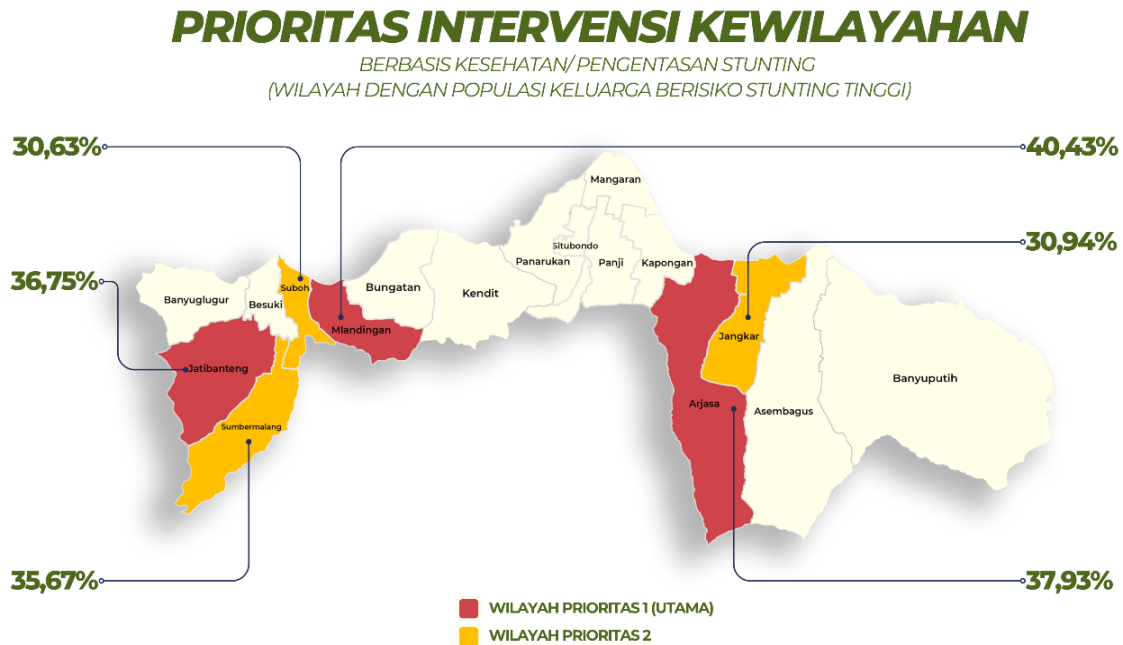 PRIORITAS INTERVENSI KEWILAYAHAN
BERBASIS KESEHATAN/ PENGENTASAN STUNTING
(WILAYAH DENGAN POPULASI KELUARGA BERISIKO STUNTING TINGGI)
30,63%
40,43%
Mangaran
30,94%
Situbondo
Panarukan
Panji
Kapongan
36,75%
Suboh
Bungatan
Kendit
Banyuglugur
Besuki
Mlandingan
Jangkar
Jatibanteng
Banyuputih
Arjasa
Asembagus
Sumbermalang
35,67%
37,93%
WILAYAH PRIORITAS 1 (UTAMA)
WILAYAH PRIORITAS 2